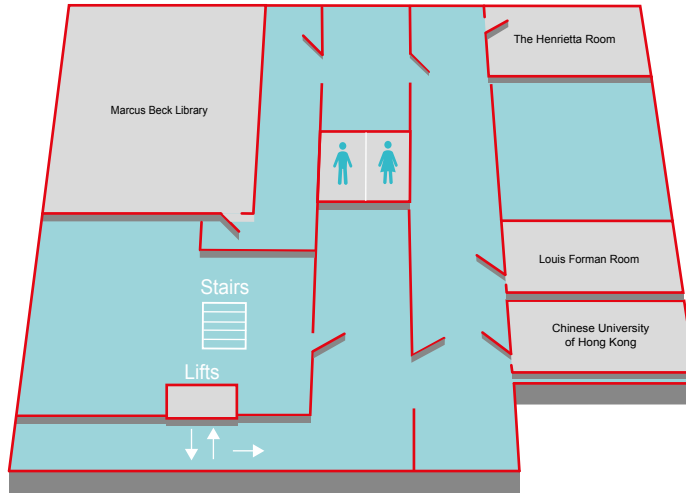 The Henrietta Room
Marcus Beck Library
Louis Forman Room
Stairs
Chinese University
of Hong Kong
Lifts